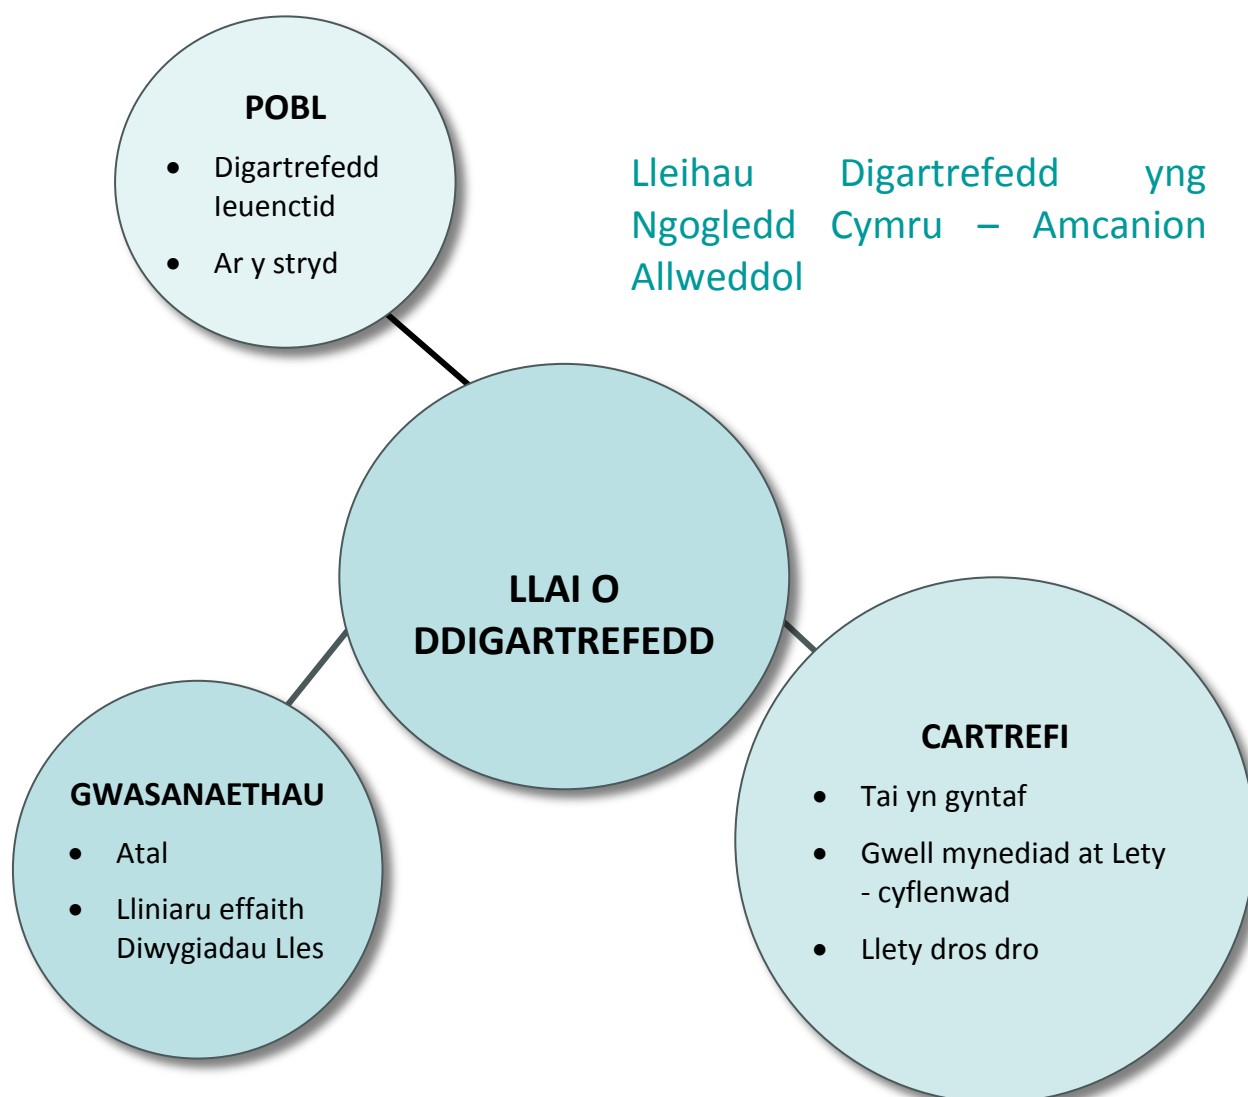 POBL
• Digartrefedd
Ieuenctid
• Ar y stryd
Lleihau Digartrefedd yng
Ngogledd Cymru – Amcanion
Allweddol
LLAI O
DDIGARTREFEDD
GWASANAETHAU
• Atal
• Lliniaru effaith
Diwygiadau Lles
CARTREFI
• Tai yn gyntaf
• Gwell mynediad at Lety
- cyflenwad
• Llety dros dro